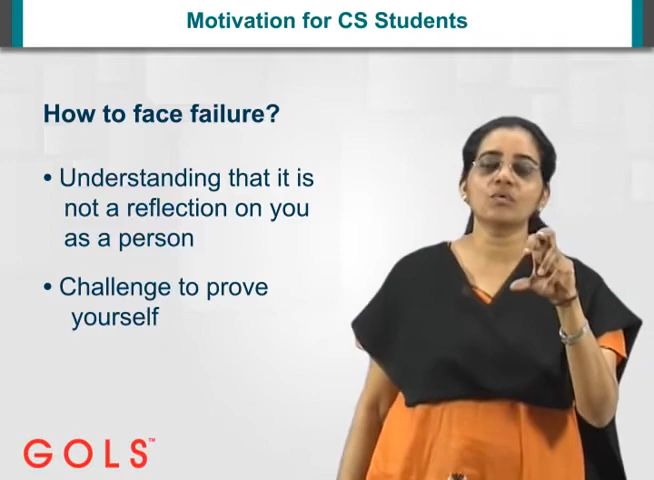 Motivation for CS Students
How to face failure?
• Understanding that it is
not a reflection on you
as a person
• Challenge to prove
yourself
GOLS™